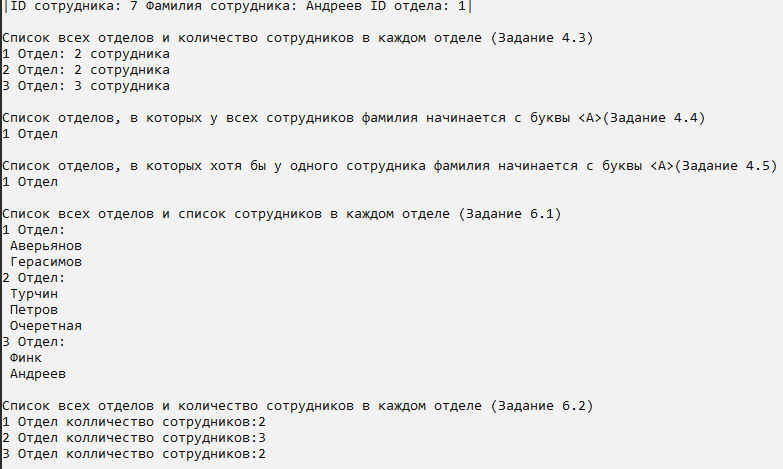 |ID сотрудника: 7 Фамилия сотрудника: Андреев ID отдела: 1|
Список всех отделов и количество сотрудников в каждом отделе (Задание 4.3)
1 Отдел: 2 сотрудника
2 Отдел: 2 сотрудника
3 Отдел: 3 сотрудника
Список отделов, в которых у всех сотрудников фамилия начинается с буквы <А>(Задание 4.4)
1 Отдел
Список отделов, в которых хотя бы у одного сотрудника фамилия начинается с буквы <А>(Задание 4.5)
1 Отдел
Список всех отделов и список сотрудников в каждом отделе (Задание 6.1)
1 Отдел:
Аверьянов
Герасимов
2 Отдел:
Турчин
Петров
Очеретная
3 Отдел:
Финк
Андреев
Список всех отделов и количество сотрудников в каждом отделе (Задание 6.2)
1 Отдел колличество сотрудников:2
2 Отдел колличество сотрудников:3
3 Отдел колличество сотрудников:2